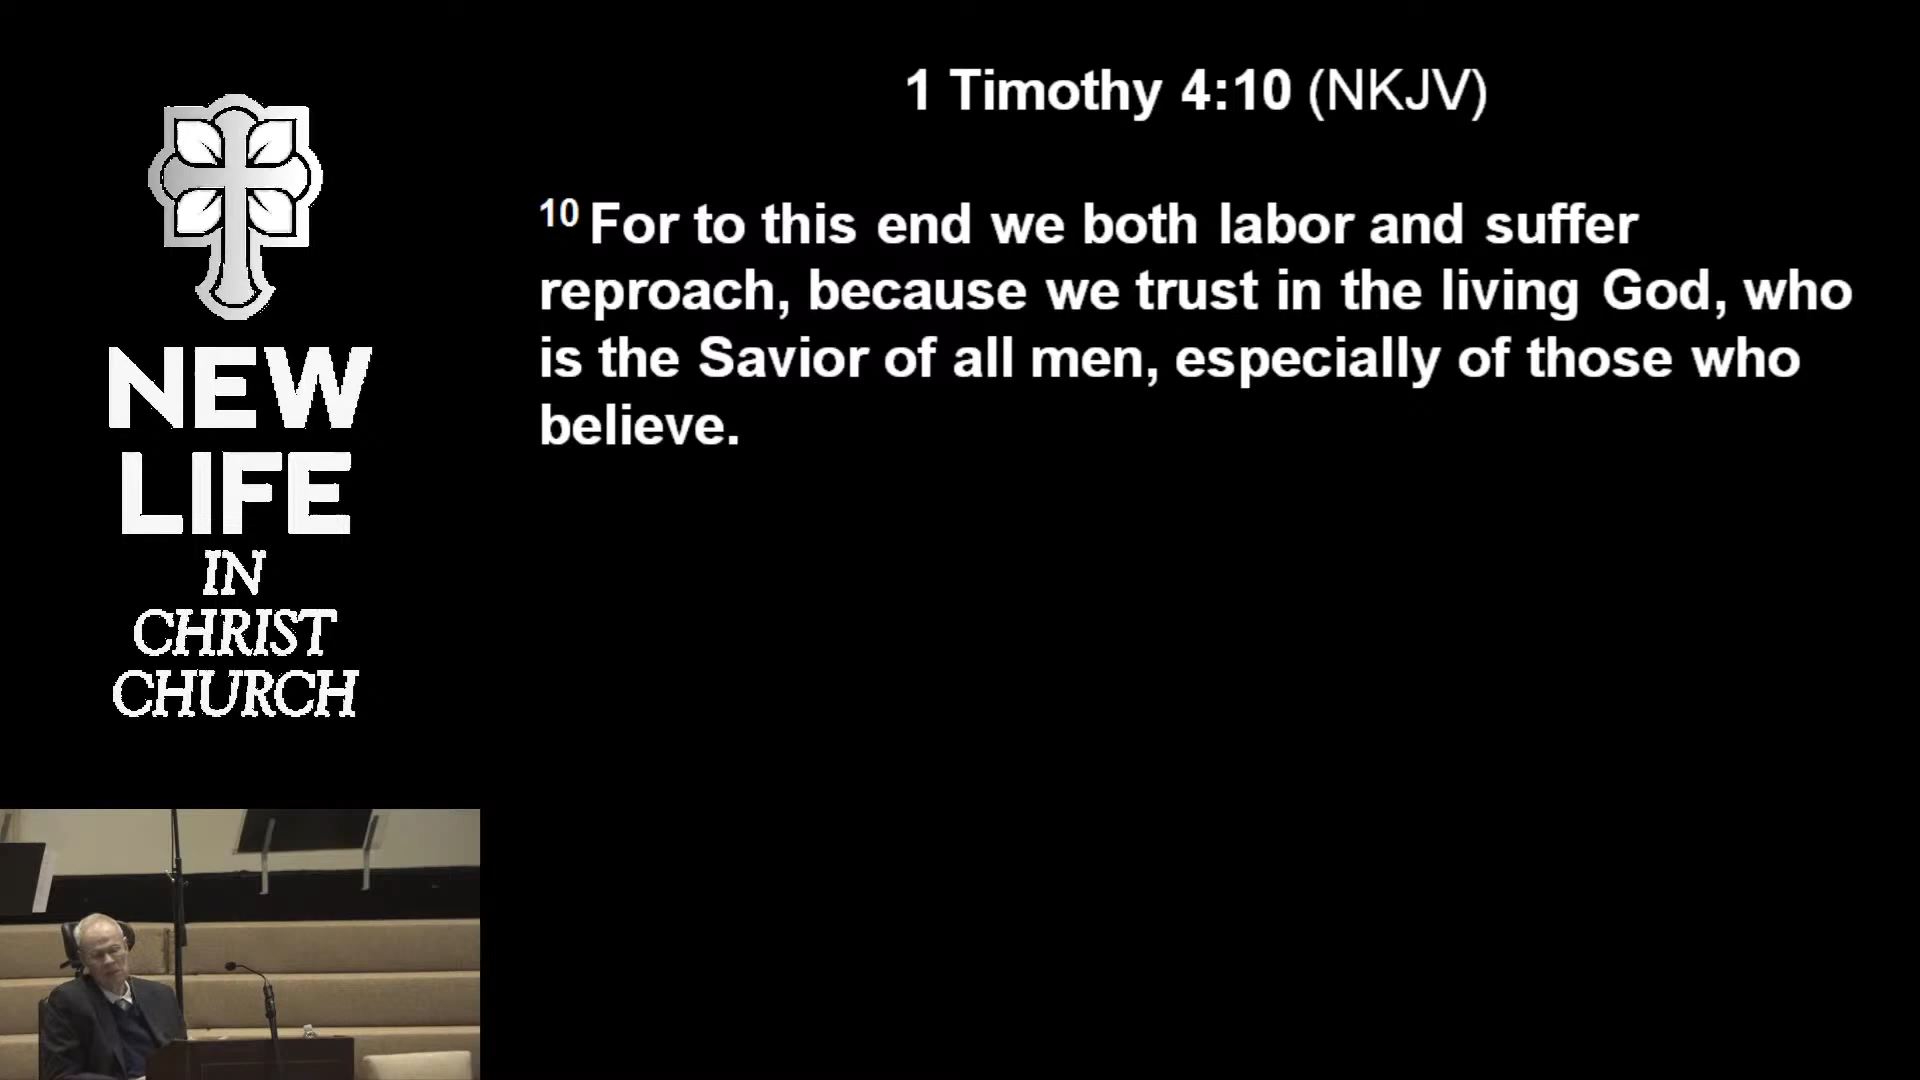 1 Timothy 4:10 (NKJV)
10 For to this end we both labor and suffer
reproach, because we trust in the living God, who
is the Savior of all men, especially of those who
believe.
NEW
LIFE
IN
CHRIST
CHURCH